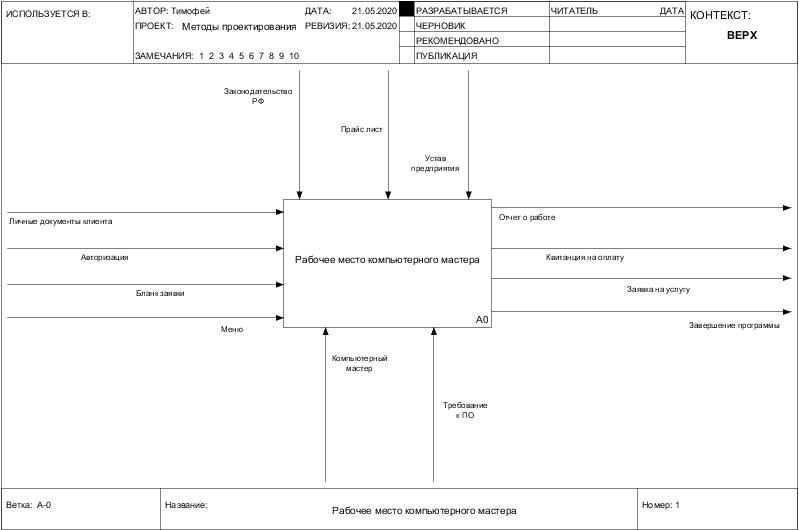 ИСПОЛЬЗУЕТСЯ В:
АВТОР: Тимофей
ДАТА: 21.05.2020
ПРОЕКТ: Методы проектирования
РЕВИЗИЯ: 21.05.2020
ЗАМЕЧАНИЯ: 1 2 3 4 5 6 7 8 9 10
РАЗРАБАТЫВАЕТСЯ
ЧЕРНОВИК
РЕКОМЕНДОВАНО
ПУБЛИКАЦИЯ
ЧИТАТЕЛЬ ДАТА
КОНТЕКСТ:
ВЕРХ
Законодательство
РФ
Прайс лист
Устав
предприятия
Личные документы клиента
Авторизация
Бланк заявки
Меню
Рабочее место компьютерного мастера
A0
Отчет о работе
Квитанция на оплату
Заявка на услугу
Завершение программы
Компьютерный
мастер
Требование
к ПО
Ветка: А-0
Название:
Рабочее место компьютерного мастера
Номер: 1